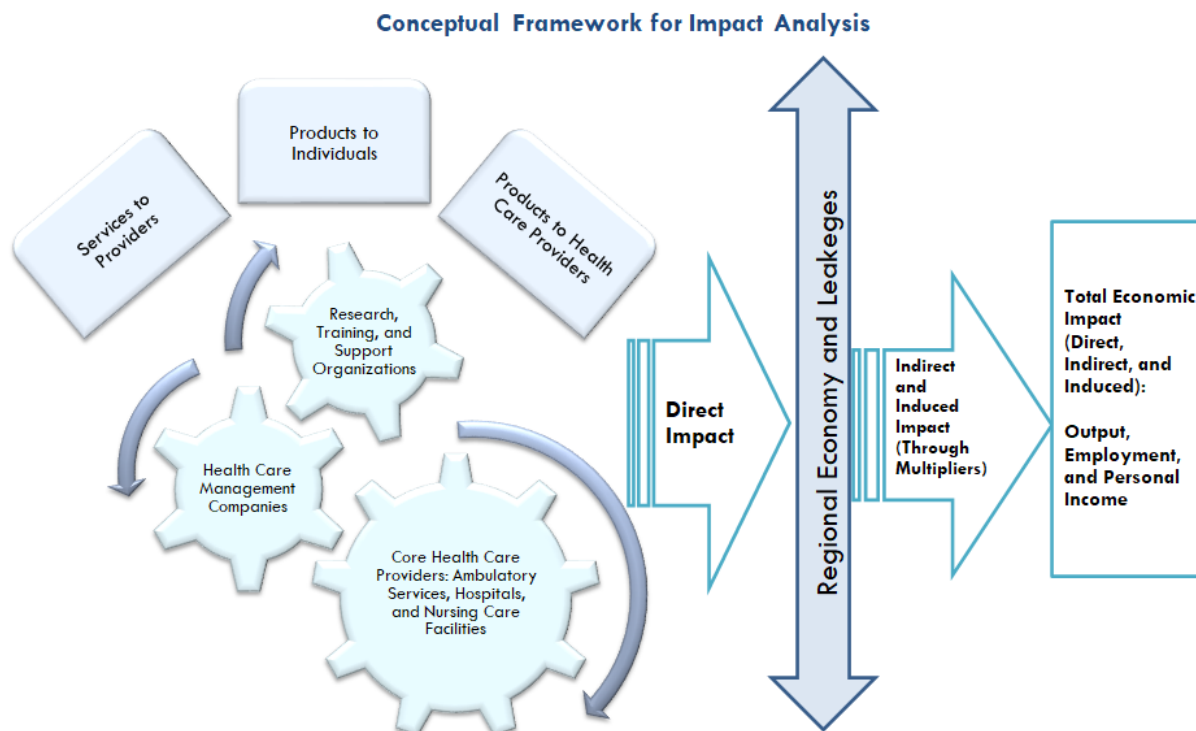 Conceptual Framework for Impact Analysis
Services to
Providers
Products to
Individuals
Products to Health
Care Providers
Research,
Training, and
Support
Organizations
Health Care
Management
Companies
Core Health Care
Providers: Ambulatory
Services, Hospitals,
and Nursing Care
Facilities
Direct
Impact
Regional Economy and Leakeges
Indirect
and
Induced
Impact
(Through
Multipliers)
Total Economic
Impact
(Direct,
Indirect, and
Induced):
Output,
Employment,
and Personal
Income